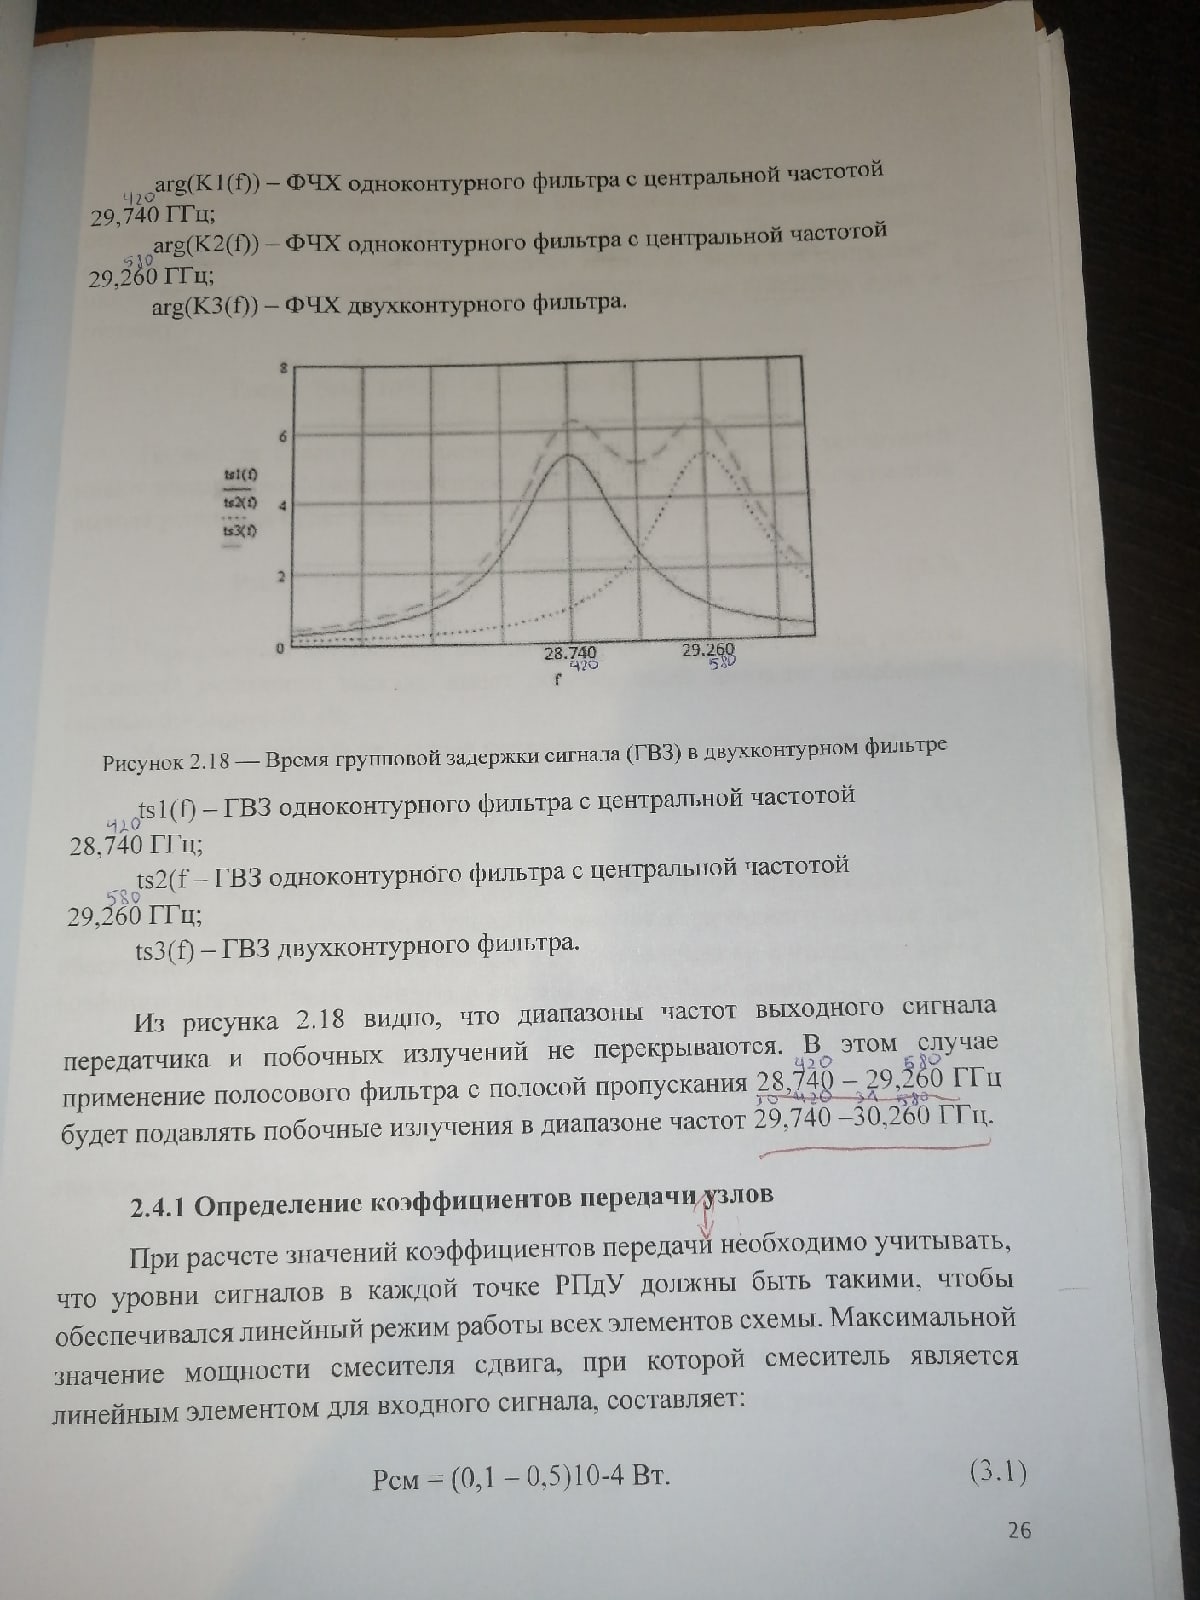 arg(K1(f)) – ФЧХ одноконтурного фильтра с центральной частотой
420
29,740 ГГц;
arg(K2(f)) – ФЧХ одноконтурного фильтра с центральной частотой
580
29,260 ГГц;
arg(K3(f)) – ФЧХ двухконтурного фильтра.
8
6
ts1(f)
ts2(f)
4
ts3(f)
2
0
28.740
29.260
420
580
f
Рисунок 2.18 — Время групповой задержки сигнала (ГВЗ) в двухконтурном фильтре
ts1(f) – ГВЗ одноконтурного фильтра с центральной частотой
420
28,740 ГГц;
ts2(f – ГВЗ одноконтурного фильтра с центральной частотой
580
29,260 ГГц;
ts3(f) – ГВЗ двухконтурного фильтра.
Из рисунка 2.18 видно, что диапазоны частот выходного сигнала
передатчика и побочных излучений не перекрываются. В этом случае
420 580
применение полосового фильтра с полосой пропускания 28,740 – 29,260 ГГц
30 420 31 580
будет подавлять побочные излучения в диапазоне частот 29,740 –30,260 ГГц.
2.4.1 Определение коэффициентов передачи узлов
При расчете значений коэффициентов передачи необходимо учитывать,
что уровни сигналов в каждой точке РПдУ должны быть такими, чтобы
обеспечивался линейный режим работы всех элементов схемы. Максимальной
значение мощности смесителя сдвига, при которой смеситель является
линейным элементом для входного сигнала, составляет:
Рсм = (0,1 – 0,5)10-4 Вт. (3.1)
26